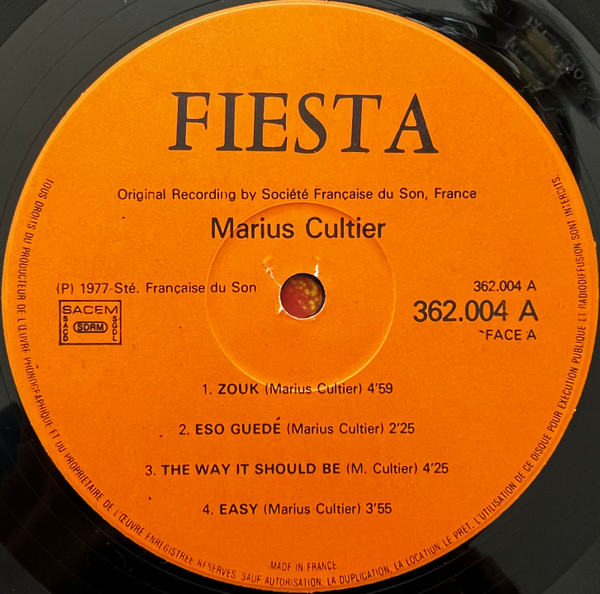 FIESTA
Original Recording by Société Française du Son, France
Marius Cultier
(P) 1977 Sté. Française du Son
SACEM
SACD
SDRM
SGDL
362.004 A
362.004 A
FACE A
1. ZOUK (Marius Cultier) 4'59
2. ESO GUEDÉ (Marius Cultier) 2'25
3. THE WAY IT SHOULD BE (M. Cultier) 4'25
4. EASY (Marius Cultier) 3'55
MADE IN FRANCE
TOUS DROITS DU PRODUCTEUR DE L'ŒUVRE PHONOGRAPHIQUE ET DU PROPRIETAIRE DE L'ŒUVRE ENREGISTREE RESERVES. SAUF AUTORISATION, LA DUPLICATION, LA LOCATION, LE PRET, L'UTILISATION DE CE DISQUE POUR EXECUTION PUBLIQUE ET RADIODIFFUSION SONT INTERDITS.